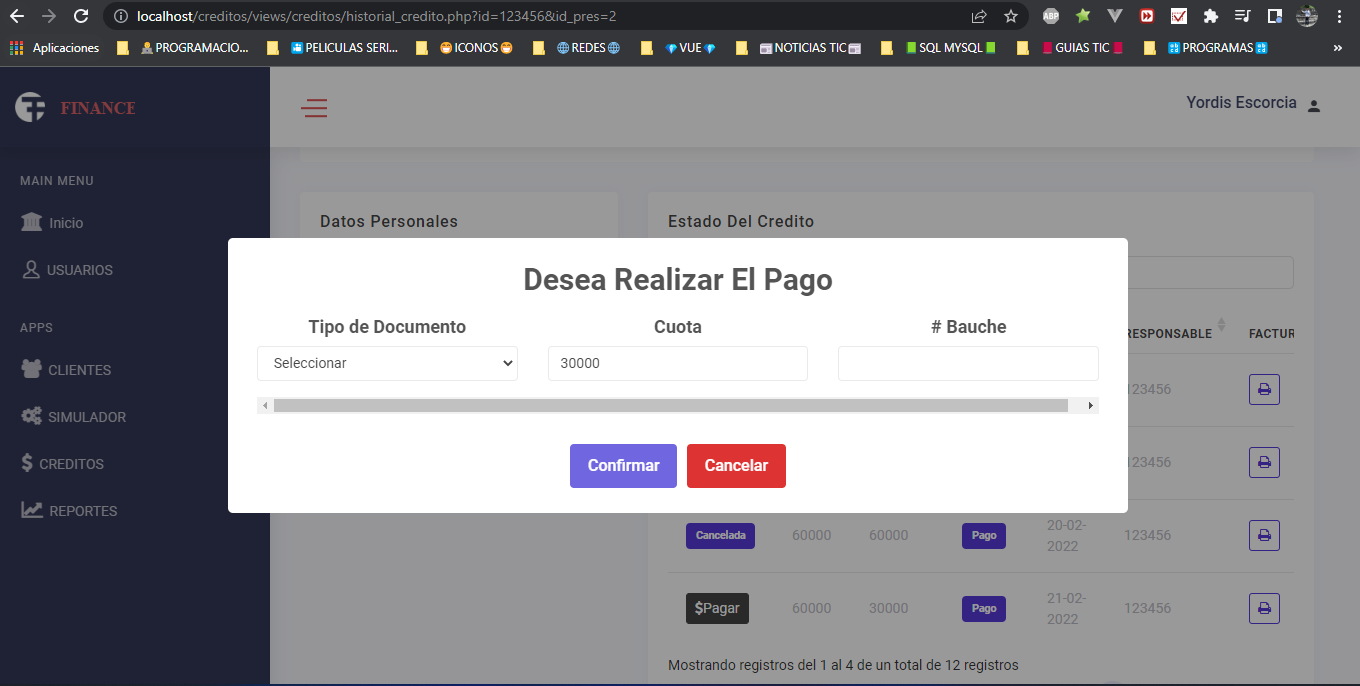 localhost/creditos/views/creditos/historial_credito.php?id=123456&id_pres=2
ABP
Aplicaciones PROGRAMACIO... PELICULAS SERI... ICONOS REDES VUE NOTICIAS TIC SQL MYSQL GUIAS TIC PROGRAMAS »
FINANCE
Yordis Escorcia
MAIN MENU
Inicio
USUARIOS
APPS
CLIENTES
SIMULADOR
CREDITOS
REPORTES
Datos Personales
Estado Del Credito
Desea Realizar El Pago
Tipo de Documento Cuota # Bauche
Seleccionar 30000
Confirmar Cancelar
RESPONSABLE FACTUR
123456
123456
Cancelada 60000 60000 Pago 20-02-
2022 123456
$Pagar 60000 30000 Pago 21-02-
2022 123456
Mostrando registros del 1 al 4 de un total de 12 registros